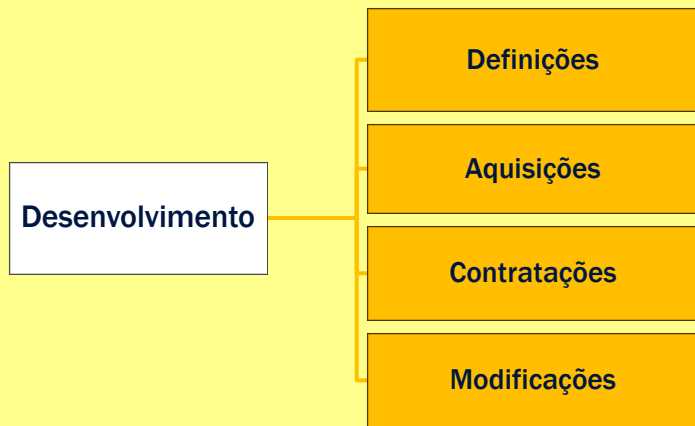 Definições
Aquisições
Desenvolvimento
Contratações
Modificações